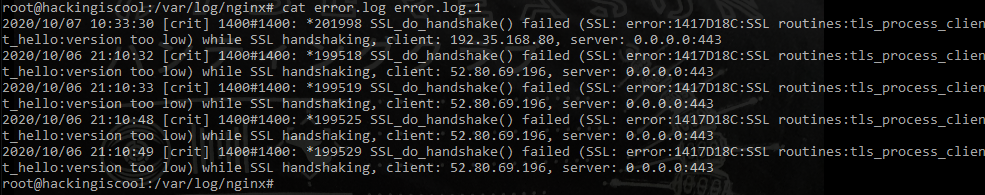 root@hackingiscool:/var/log/nginx# cat error.log error.log.1
2020/10/07 10:33:30 [crit] 1400#1400: *201998 SSL_do_handshake() failed (SSL: error:1417D18C:SSL routines:tls_process_clien
t_hello:version too low) while SSL handshaking, client: 192.35.168.80, server: 0.0.0.0:443
2020/10/06 21:10:32 [crit] 1400#1400: *199518 SSL_do_handshake() failed (SSL: error:1417D18C:SSL routines:tls_process_clien
t_hello:version too low) while SSL handshaking, client: 52.80.69.196, server: 0.0.0.0:443
2020/10/06 21:10:33 [crit] 1400#1400: *199519 SSL_do_handshake() failed (SSL: error:1417D18C:SSL routines:tls_process_clien
t_hello:version too low) while SSL handshaking, client: 52.80.69.196, server: 0.0.0.0:443
2020/10/06 21:10:48 [crit] 1400#1400: *199525 SSL_do_handshake() failed (SSL: error:1417D18C:SSL routines:tls_process_clien
t_hello:version too low) while SSL handshaking, client: 52.80.69.196, server: 0.0.0.0:443
2020/10/06 21:10:49 [crit] 1400#1400: *199529 SSL_do_handshake() failed (SSL: error:1417D18C:SSL routines:tls_process_clien
t_hello:version too low) while SSL handshaking, client: 52.80.69.196, server: 0.0.0.0:443
root@hackingiscool:/var/log/nginx#